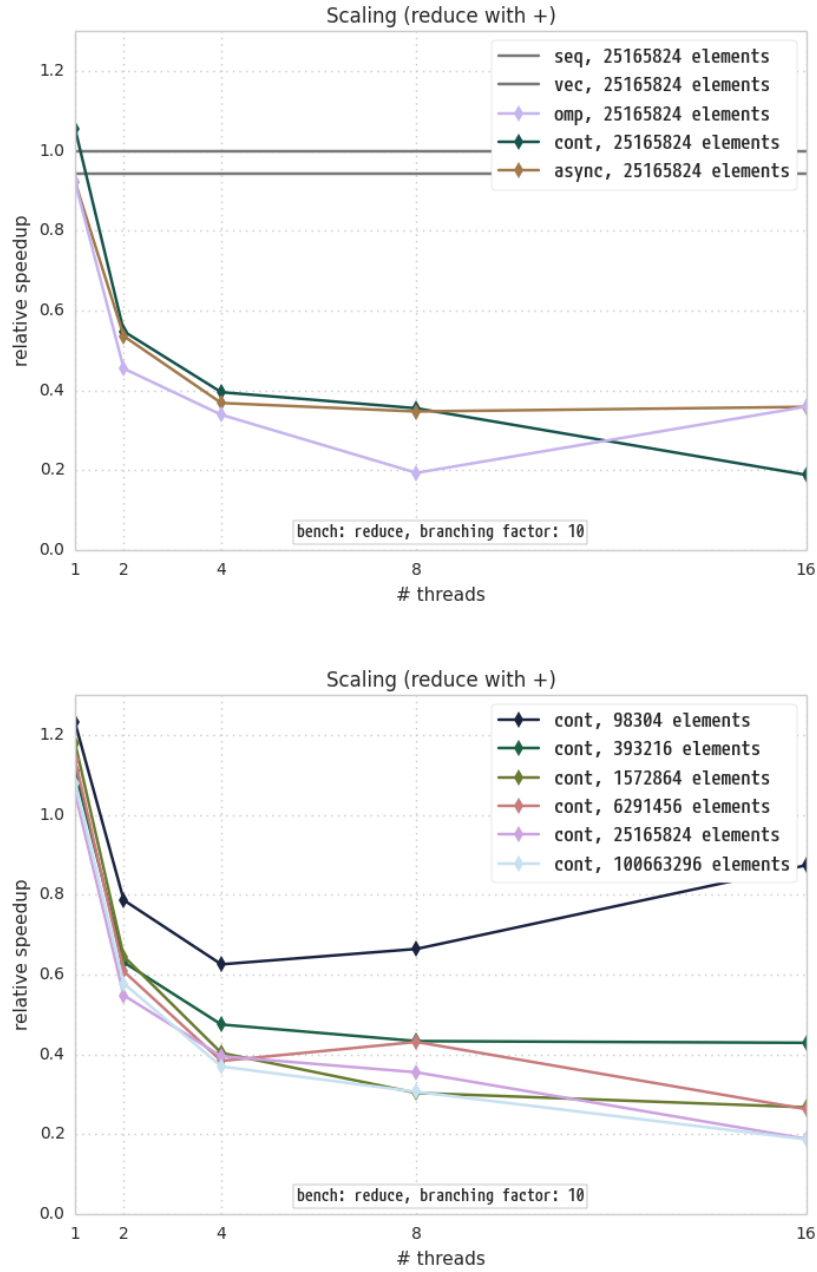 Scaling (reduce with +)
1.2
1.0
0.8
0.6
0.4
0.2
0.0
relative speedup
seq, 25165824 elements
vec, 25165824 elements
omp, 25165824 elements
cont, 25165824 elements
async, 25165824 elements
bench: reduce, branching factor: 10
1 2 4 8 16
# threads
Scaling (reduce with +)
1.2
1.0
0.8
0.6
0.4
0.2
0.0
relative speedup
cont, 98304 elements
cont, 393216 elements
cont, 1572864 elements
cont, 6291456 elements
cont, 25165824 elements
cont, 100663296 elements
bench: reduce, branching factor: 10
1 2 4 8 16
# threads